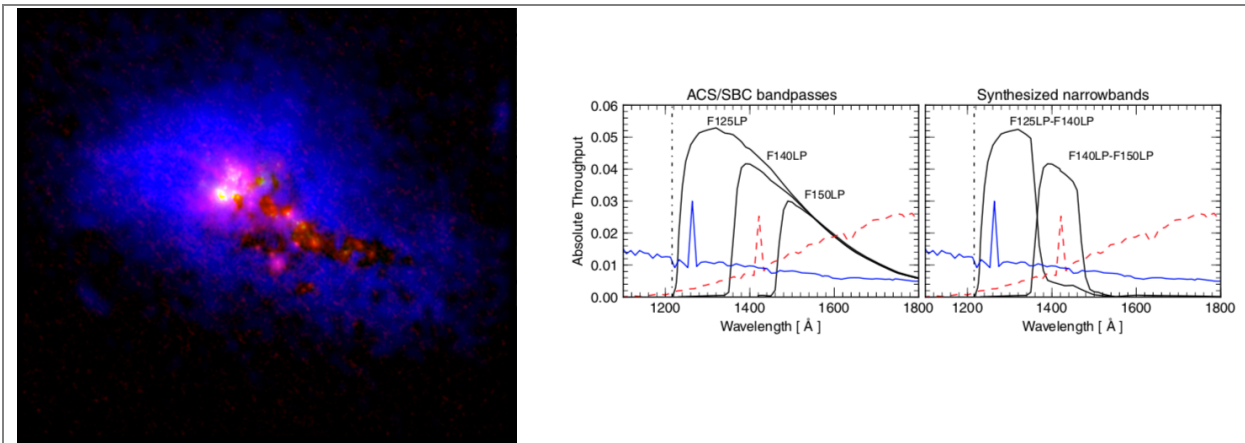 ACS/SBC bandpasses
Synthesized narrowbands
Absolute Throughput
0.06
0.05
0.04
0.03
0.02
0.01
0.00
F125LP
F140LP
F150LP
F125LP-F140LP
F140LP-F150LP
1200
1400
1600
1800
1200
1400
1600
1800
Wavelength [ Å ]
Wavelength [ Å ]